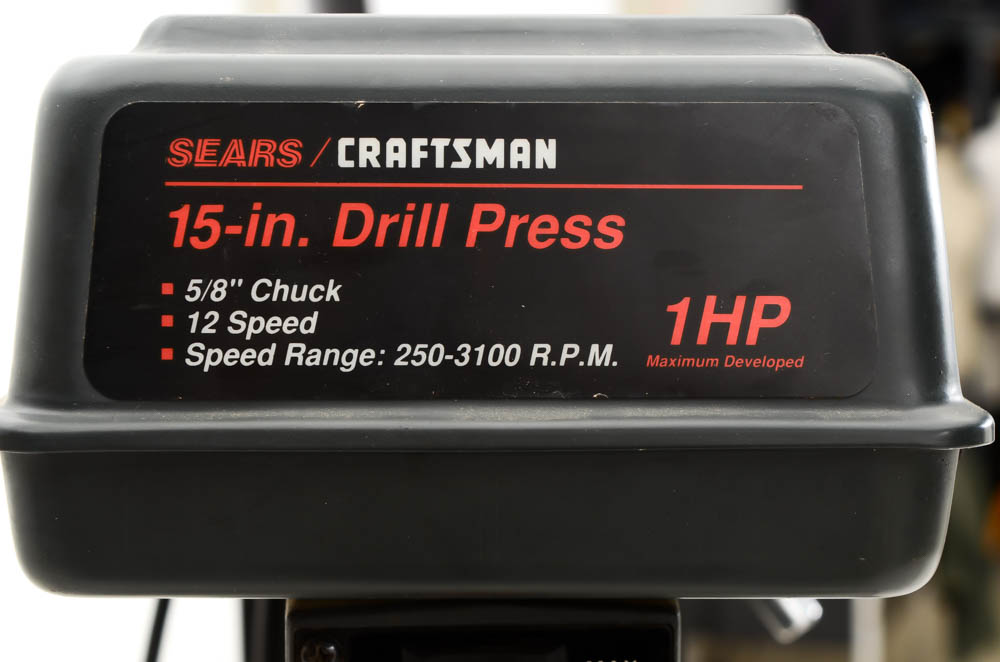 SEARS / CRAFTSMAN
15-in. Drill Press
▪ 5/8" Chuck
▪ 12 Speed
▪ Speed Range: 250-3100 R.P.M.
1HP
Maximum Developed